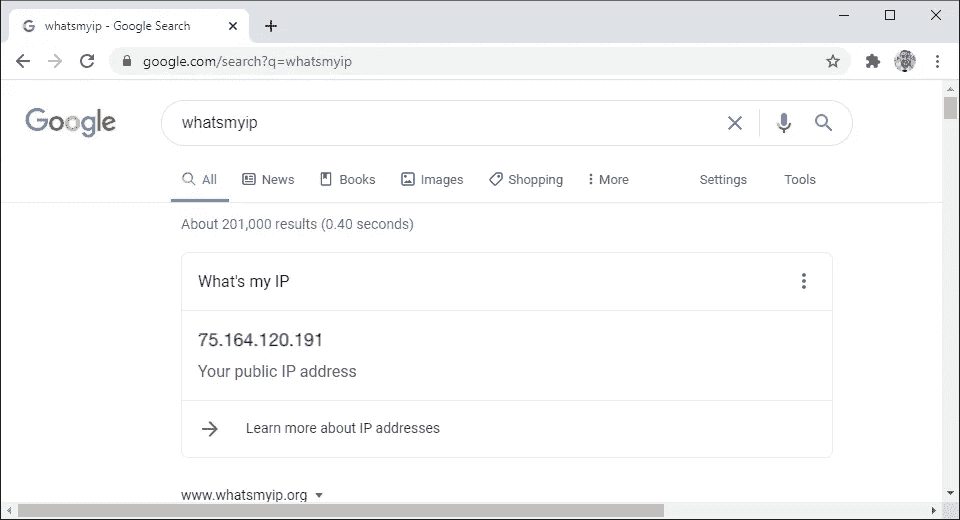 whatsmyip - Google Search
google.com/search?q=whatsmyip
Google
whatsmyip
All News Books Images Shopping More Settings Tools
About 201,000 results (0.40 seconds)
What's my IP
75.164.120.191
Your public IP address
Learn more about IP addresses
www.whatsmyip.org